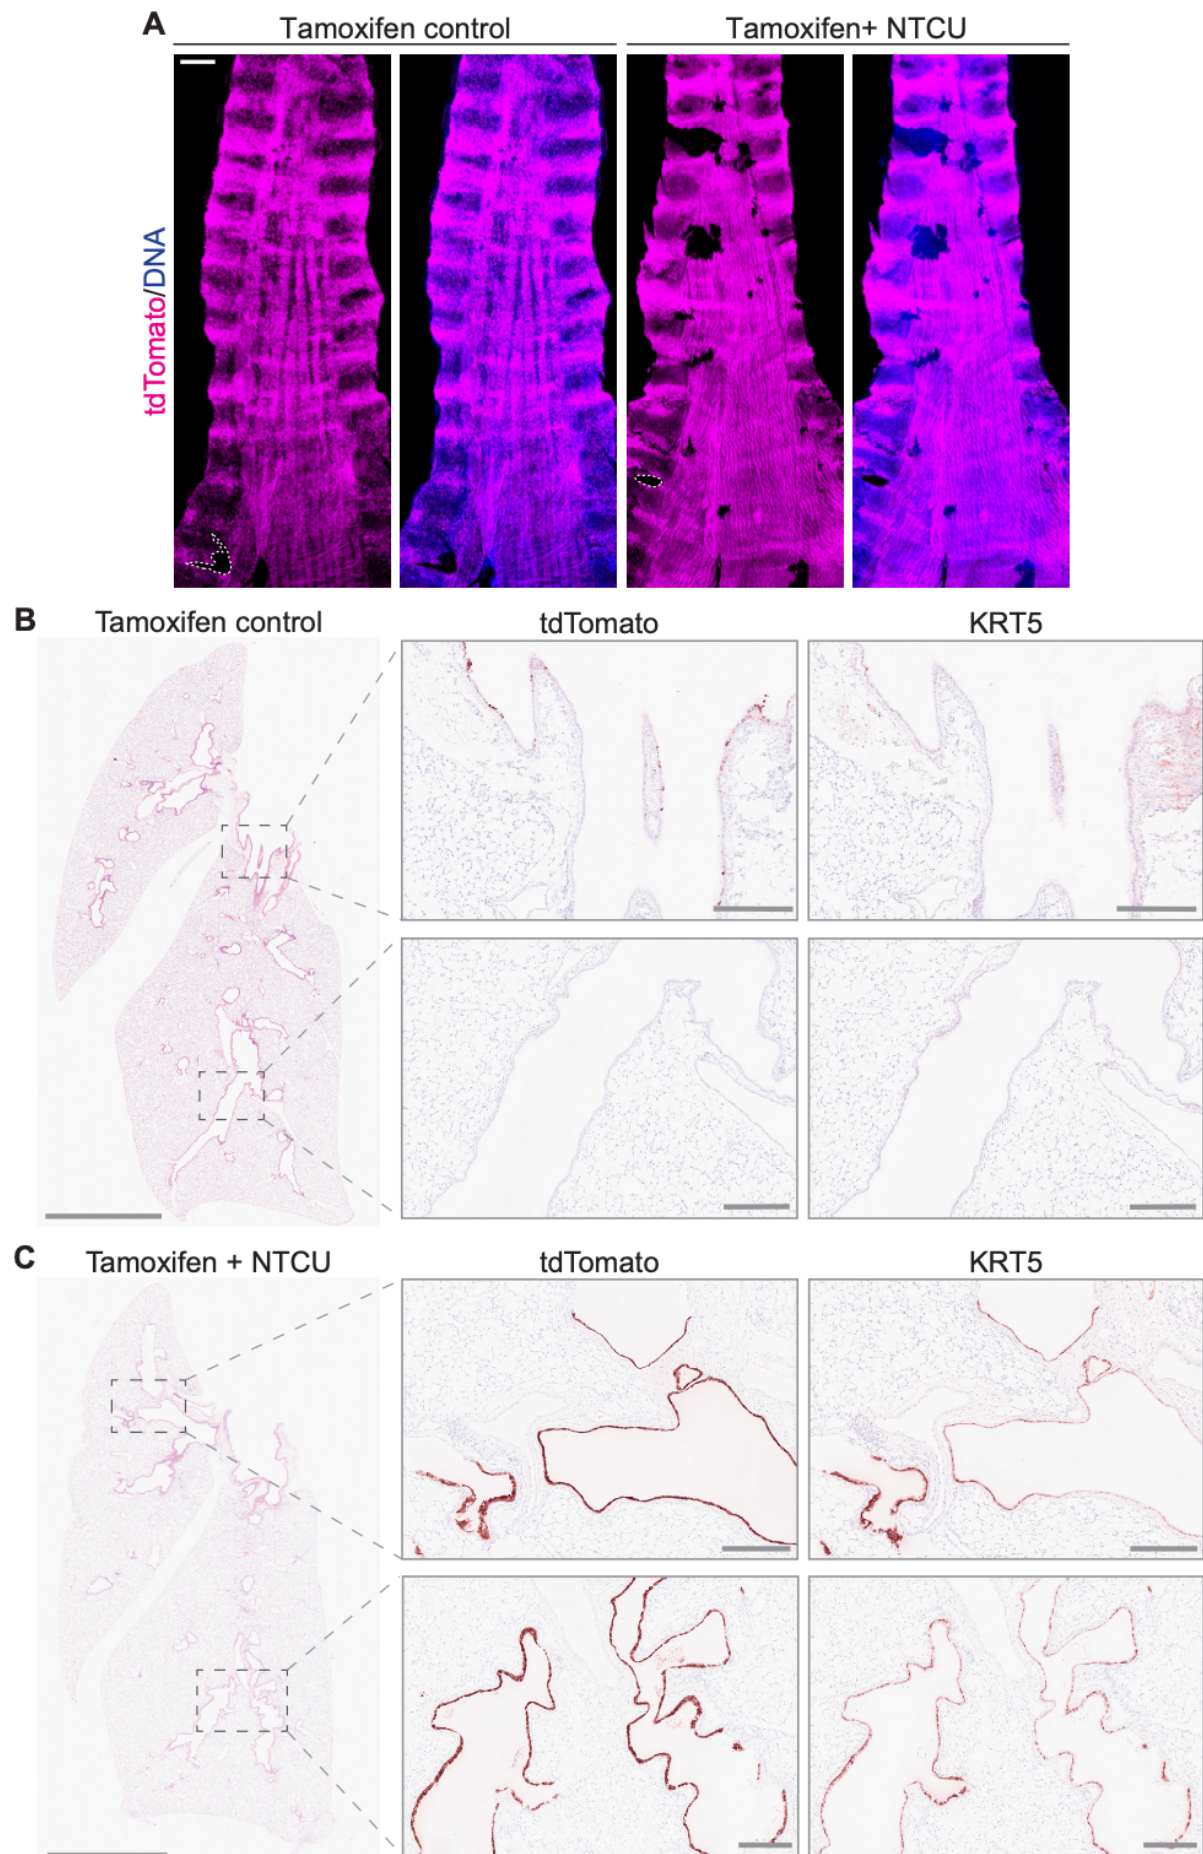 A
Tamoxifen control
Tamoxifen+ NTCU
tdTomato/DNA
B
Tamoxifen control
tdTomato
KRT5
C
Tamoxifen + NTCU
tdTomato
KRT5